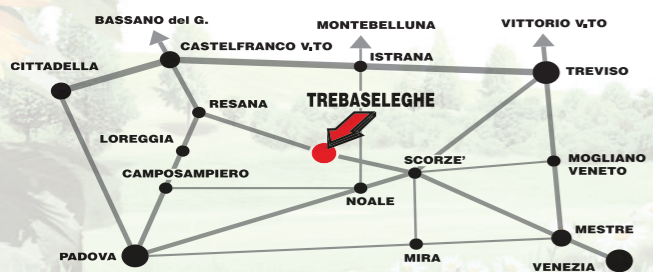 BASSANO del G.
MONTEBELLUNA
VITTORIO V.TO
CASTELFRANCO V.TO
ISTRANA
CITTADELLA
TREVISO
RESANA
TREBASELEGHE
LOREGGIA
SCORZE'
MOGLIANO
VENETO
CAMPOSAMPIERO
NOALE
MESTRE
PADOVA
MIRA
VENEZIA